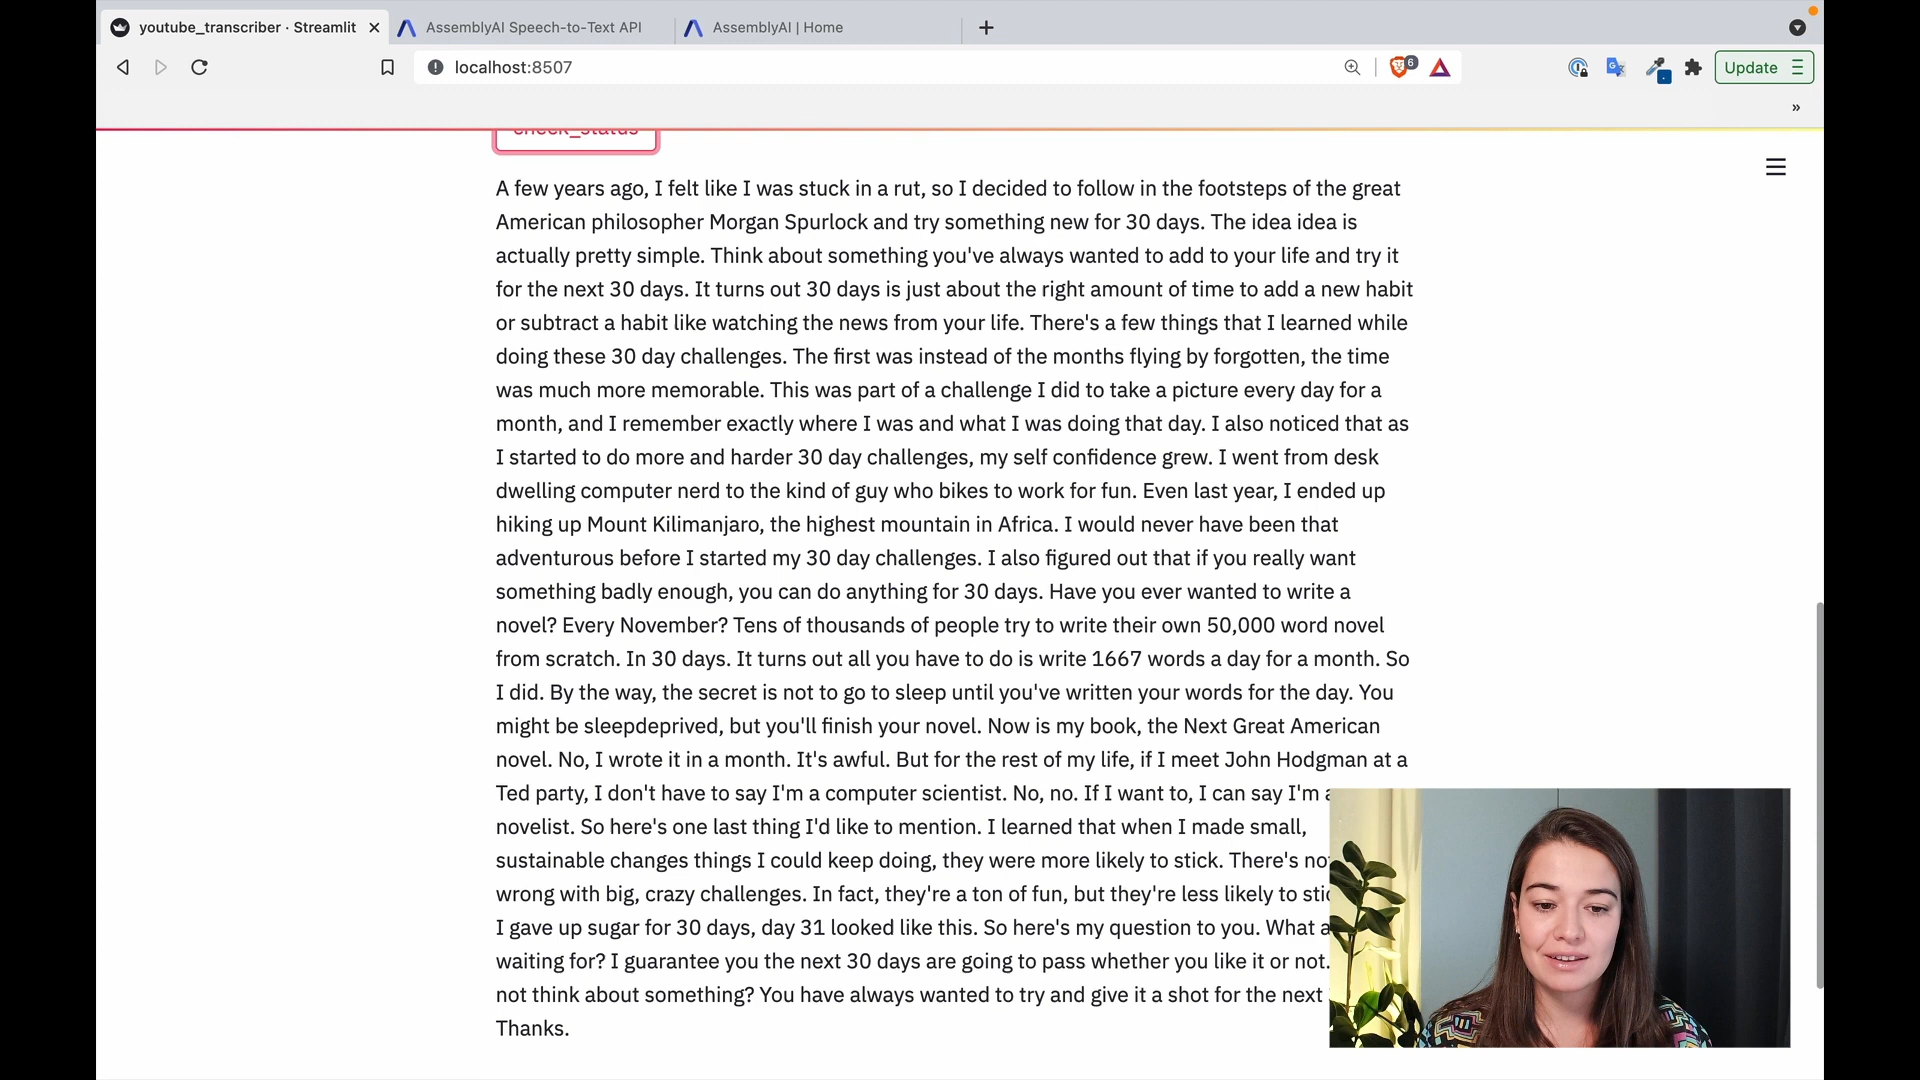 youtube_transcriber · Streamlit
AssemblyAI Speech-to-Text API
AssemblyAI | Home
localhost:8507
6
Update
check_status
A few years ago, I felt like I was stuck in a rut, so I decided to follow in the footsteps of the great
American philosopher Morgan Spurlock and try something new for 30 days. The idea idea is
actually pretty simple. Think about something you've always wanted to add to your life and try it
for the next 30 days. It turns out 30 days is just about the right amount of time to add a new habit
or subtract a habit like watching the news from your life. There's a few things that I learned while
doing these 30 day challenges. The first was instead of the months flying by forgotten, the time
was much more memorable. This was part of a challenge I did to take a picture every day for a
month, and I remember exactly where I was and what I was doing that day. I also noticed that as
I started to do more and harder 30 day challenges, my self confidence grew. I went from desk
dwelling computer nerd to the kind of guy who bikes to work for fun. Even last year, I ended up
hiking up Mount Kilimanjaro, the highest mountain in Africa. I would never have been that
adventurous before I started my 30 day challenges. I also figured out that if you really want
something badly enough, you can do anything for 30 days. Have you ever wanted to write a
novel? Every November? Tens of thousands of people try to write their own 50,000 word novel
from scratch. In 30 days. It turns out all you have to do is write 1667 words a day for a month. So
I did. By the way, the secret is not to go to sleep until you've written your words for the day. You
might be sleepdeprived, but you'll finish your novel. Now is my book, the Next Great American
novel. No, I wrote it in a month. It's awful. But for the rest of my life, if I meet John Hodgman at a
Ted party, I don't have to say I'm a computer scientist. No, no. If I want to, I can say I'm a
novelist. So here's one last thing I'd like to mention. I learned that when I made small,
sustainable changes things I could keep doing, they were more likely to stick. There's
wrong with big, crazy challenges. In fact, they're a ton of fun, but they're less likely to
I gave up sugar for 30 days, day 31 looked like this. So here's my question to you. What
waiting for? I guarantee you the next 30 days are going to pass whether you like it or not.
not think about something? You have always wanted to try and give it a shot for the next
Thanks.